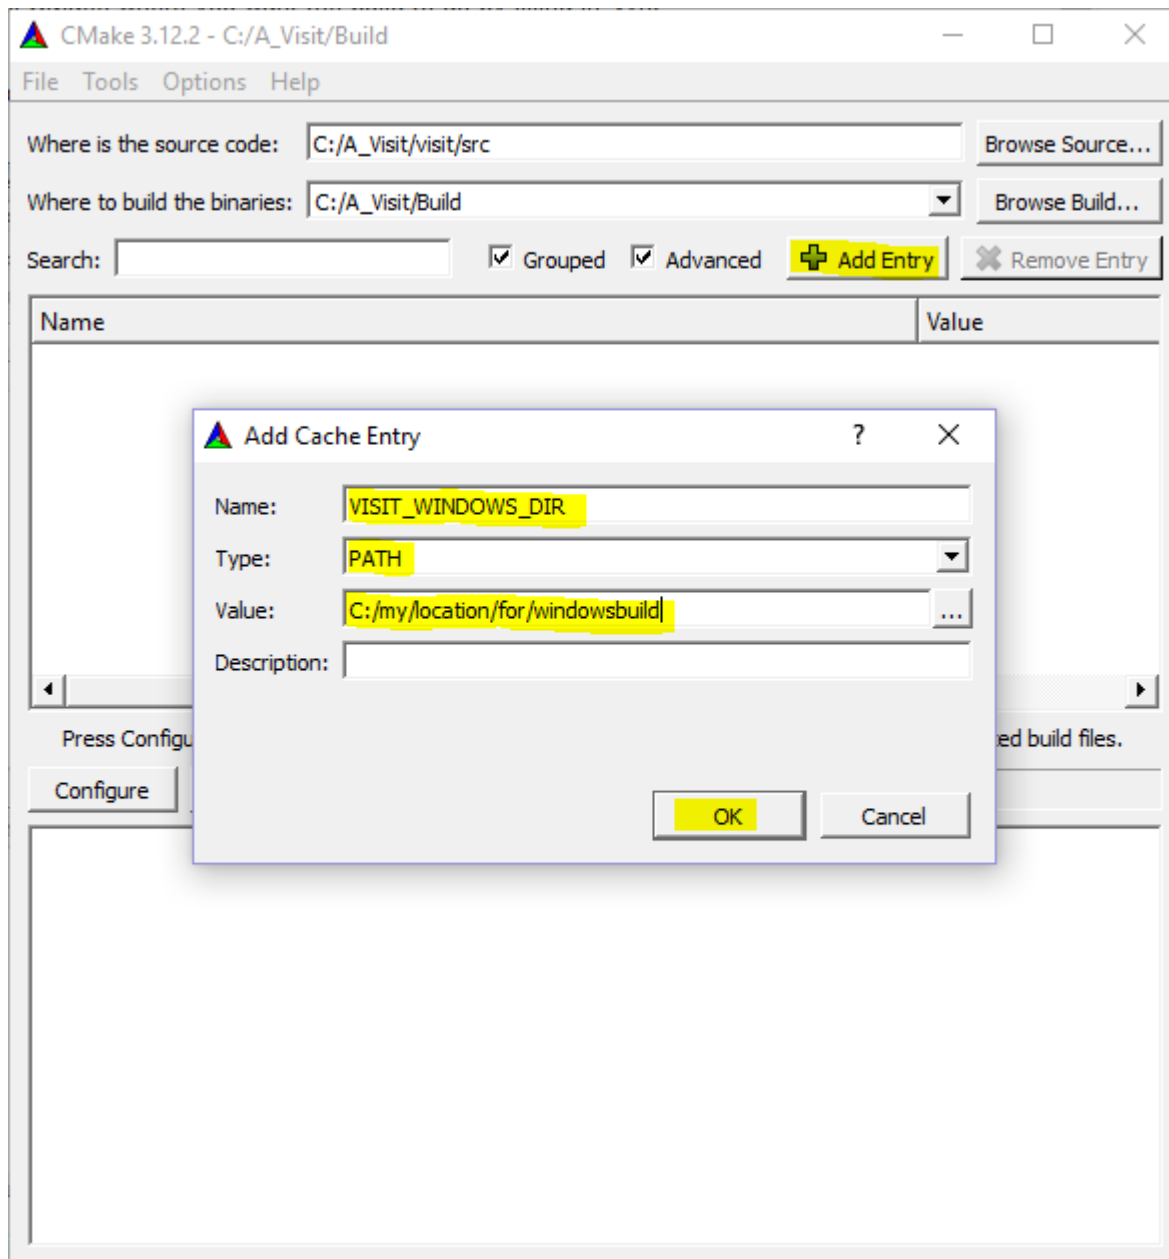 CMake 3.12.2 - C:/A_Visit/Build
File Tools Options Help
Where is the source code: C:/A_Visit/visit/src Browse Source...
Where to build the binaries: C:/A_Visit/Build Browse Build...
Search: Grouped Advanced Add Entry Remove Entry
Name Value
Add Cache Entry ?
Name: VISIT_WINDOWS_DIR
Type: PATH
Value: C:/my/location/for/windowsbuild ...
Description:
Press Configu ed build files.
Configure
OK Cancel